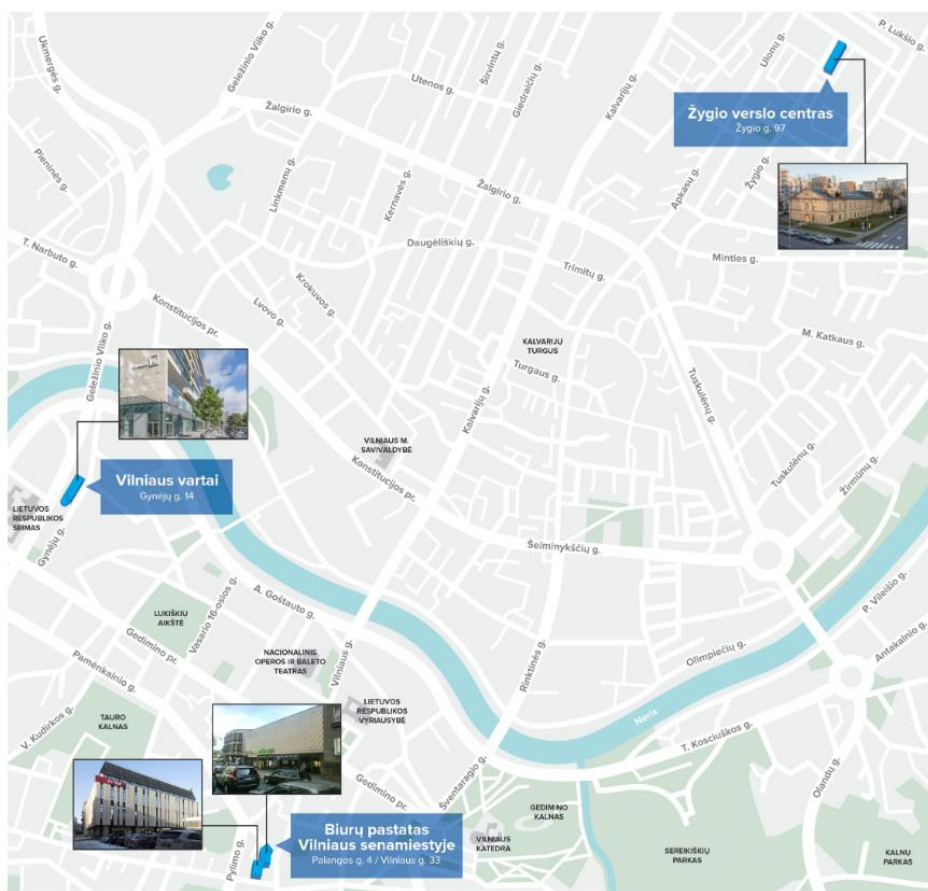 Ukmergės g.
Geležinio Vilko g.
Utenos g.
Širvintų g.
Giedraičių g.
Kalvarijų g.
Ulonų g.
P. Lukšio g.
Žygio verslo centras
Žygio g. 97
Žalgirio g.
Pieninės g.
Linkmenų g.
Kernavės g.
Žalgirio g.
Apkasų g.
Žygio g.
T. Narbuto g.
Daugėliškių g.
Minties g.
Trimitų g.
Krokuvos g.
Lvovo g.
Konstitucijos pr.
Geležinio Vilko g.
KALVARIJŲ
TURGUS
M. Katkaus g.
Turgaus g.
Tuskulėnų g.
Kalvarijų g.
VILNIAUS M.
SAVIVALDYBĖ
Konstitucijos pr.
Tuskulėnų g.
Žirmūnų g.
Vilniaus vartai
Gynėjų g. 14
LIETUVOS
RESPUBLIKOS
SEIMAS
Gynėjų g.
Šeiminykščių g.
A. Goštauto g.
Vasario 16-osios g.
LUKIŠKIŲ
AIKŠTĖ
Gedimino pr.
P. Vileišio g.
Antakalnio g.
Olimpiečių g.
Rinktinės g.
NACIONALINIS
OPEROS IR BALETO
TEATRAS
Vilniaus g.
Pamėnkalnio g.
LIETUVOS
RESPUBLIKOS
VYRIAUSYBĖ
Neris
T. Kosciuškos g.
V. Kudirkos g.
TAURO
KALNAS
Olandų g.
Gedimino pr.
Šventaragio g.
GEDIMINO
KALNAS
VILNIAUS
KATEDRA
SEREIKIŠKIŲ
PARKAS
KALNŲ
PARKAS
Pylimo g.
Biurų pastatas
Vilniaus senamiestyje
Palangos g. 4 / Vilniaus g. 33